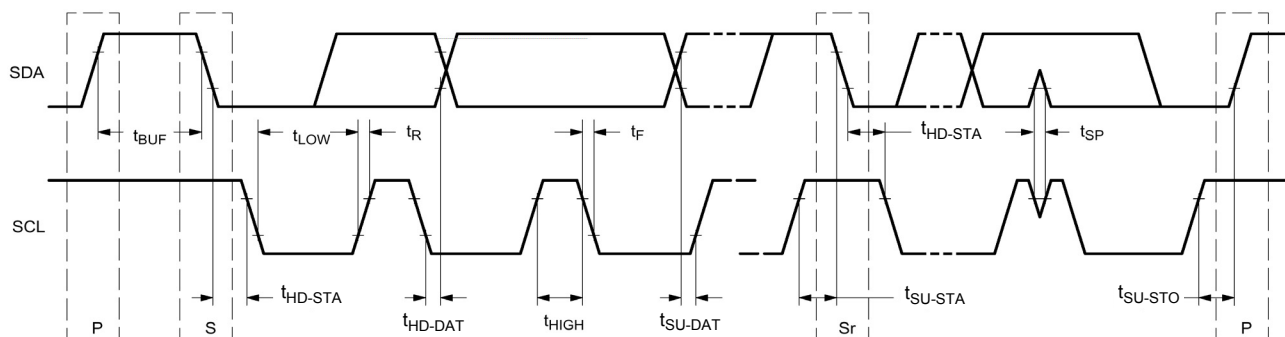 SDA
tBUF
tLOW
tR
tF
tHD-STA
tSP
SCL
tHD-STA
tHD-DAT
tHIGH
tSU-DAT
tSU-STA
tSU-STO
P
S
Sr
P